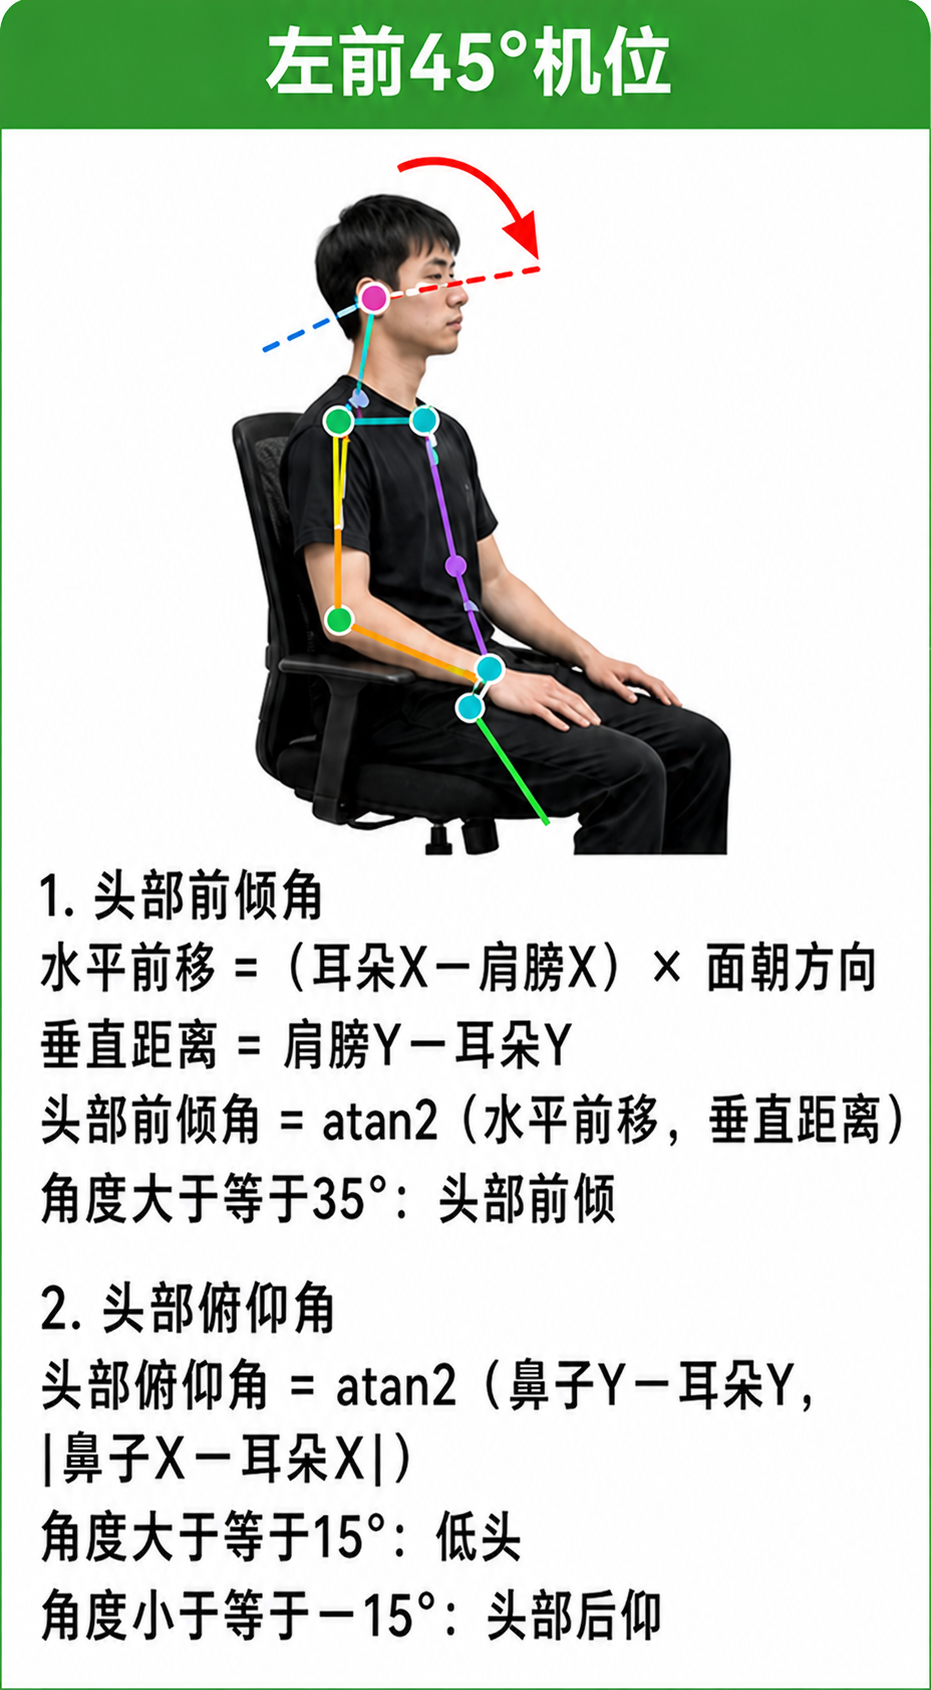 左前45°机位
1. 头部前倾角
水平前移 =（耳朵X－肩膀X）× 面朝方向
垂直距离 = 肩膀Y－耳朵Y
头部前倾角 = atan2（水平前移，垂直距离）
角度大于等于35°：头部前倾
2. 头部俯仰角
头部俯仰角 = atan2（鼻子Y－耳朵Y，
|鼻子X－耳朵X|）
角度大于等于15°：低头
角度小于等于－15°：头部后仰